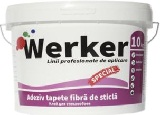 Werker
Linii profesionale de aplicare
10
SPECIAL
Adeziv tapete fibră de sticlă